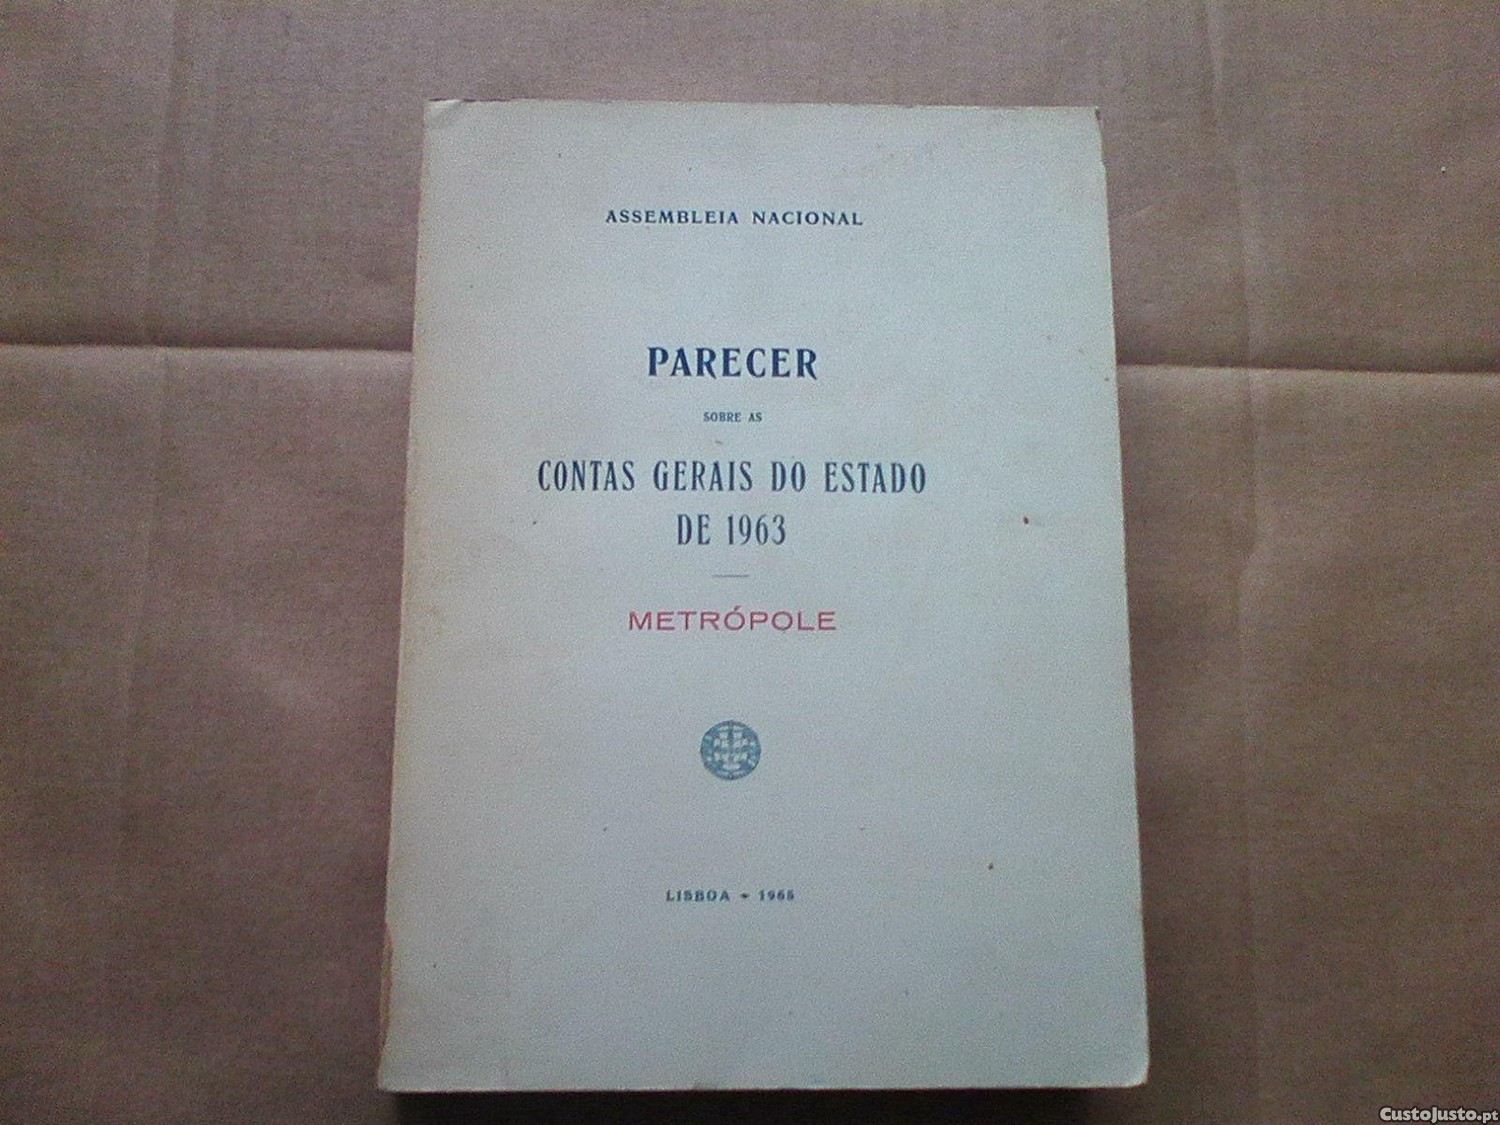 ASSEMBLEIA NACIONAL
PARECER
SOBRE AS
CONTAS GERAIS DO ESTADO
DE 1963
METRÓPOLE
LISBOA * 1965
CustoJusto.pt